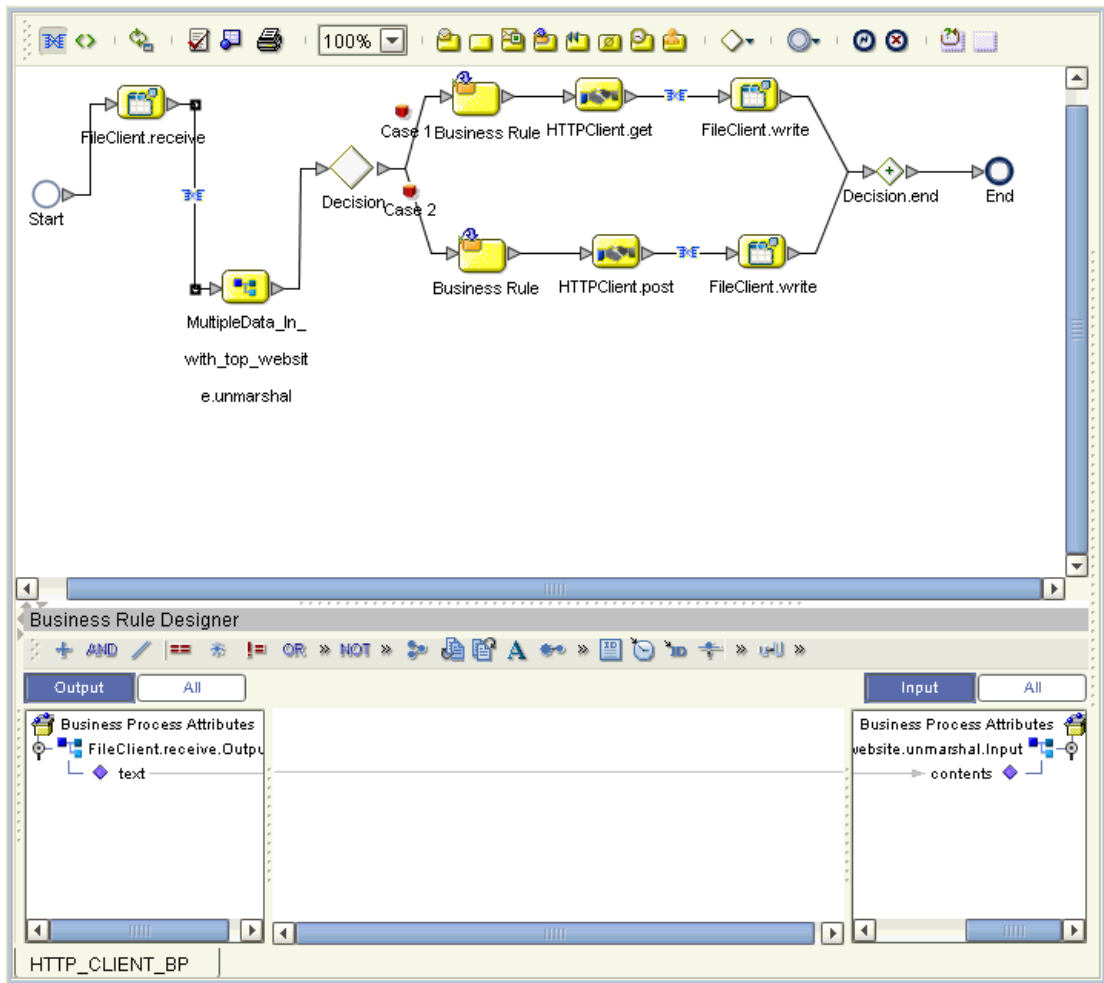 100%
FileClient.receive
Case 1
Business Rule
HTTPClient.get
FileClient.write
Start
Decision
Case 2
Decision.end
End
Business Rule
HTTPClient.post
FileClient.write
MultipleData_In_
with_top_websit
e.unmarshal
Business Rule Designer
AND == != OR » NOT » A » ID ID » »
Output All Input All
Business Process Attributes
FileClient.receive.Outpu
text
Business Process Attributes
website.unmarshal.Input
contents
HTTP_CLIENT_BP